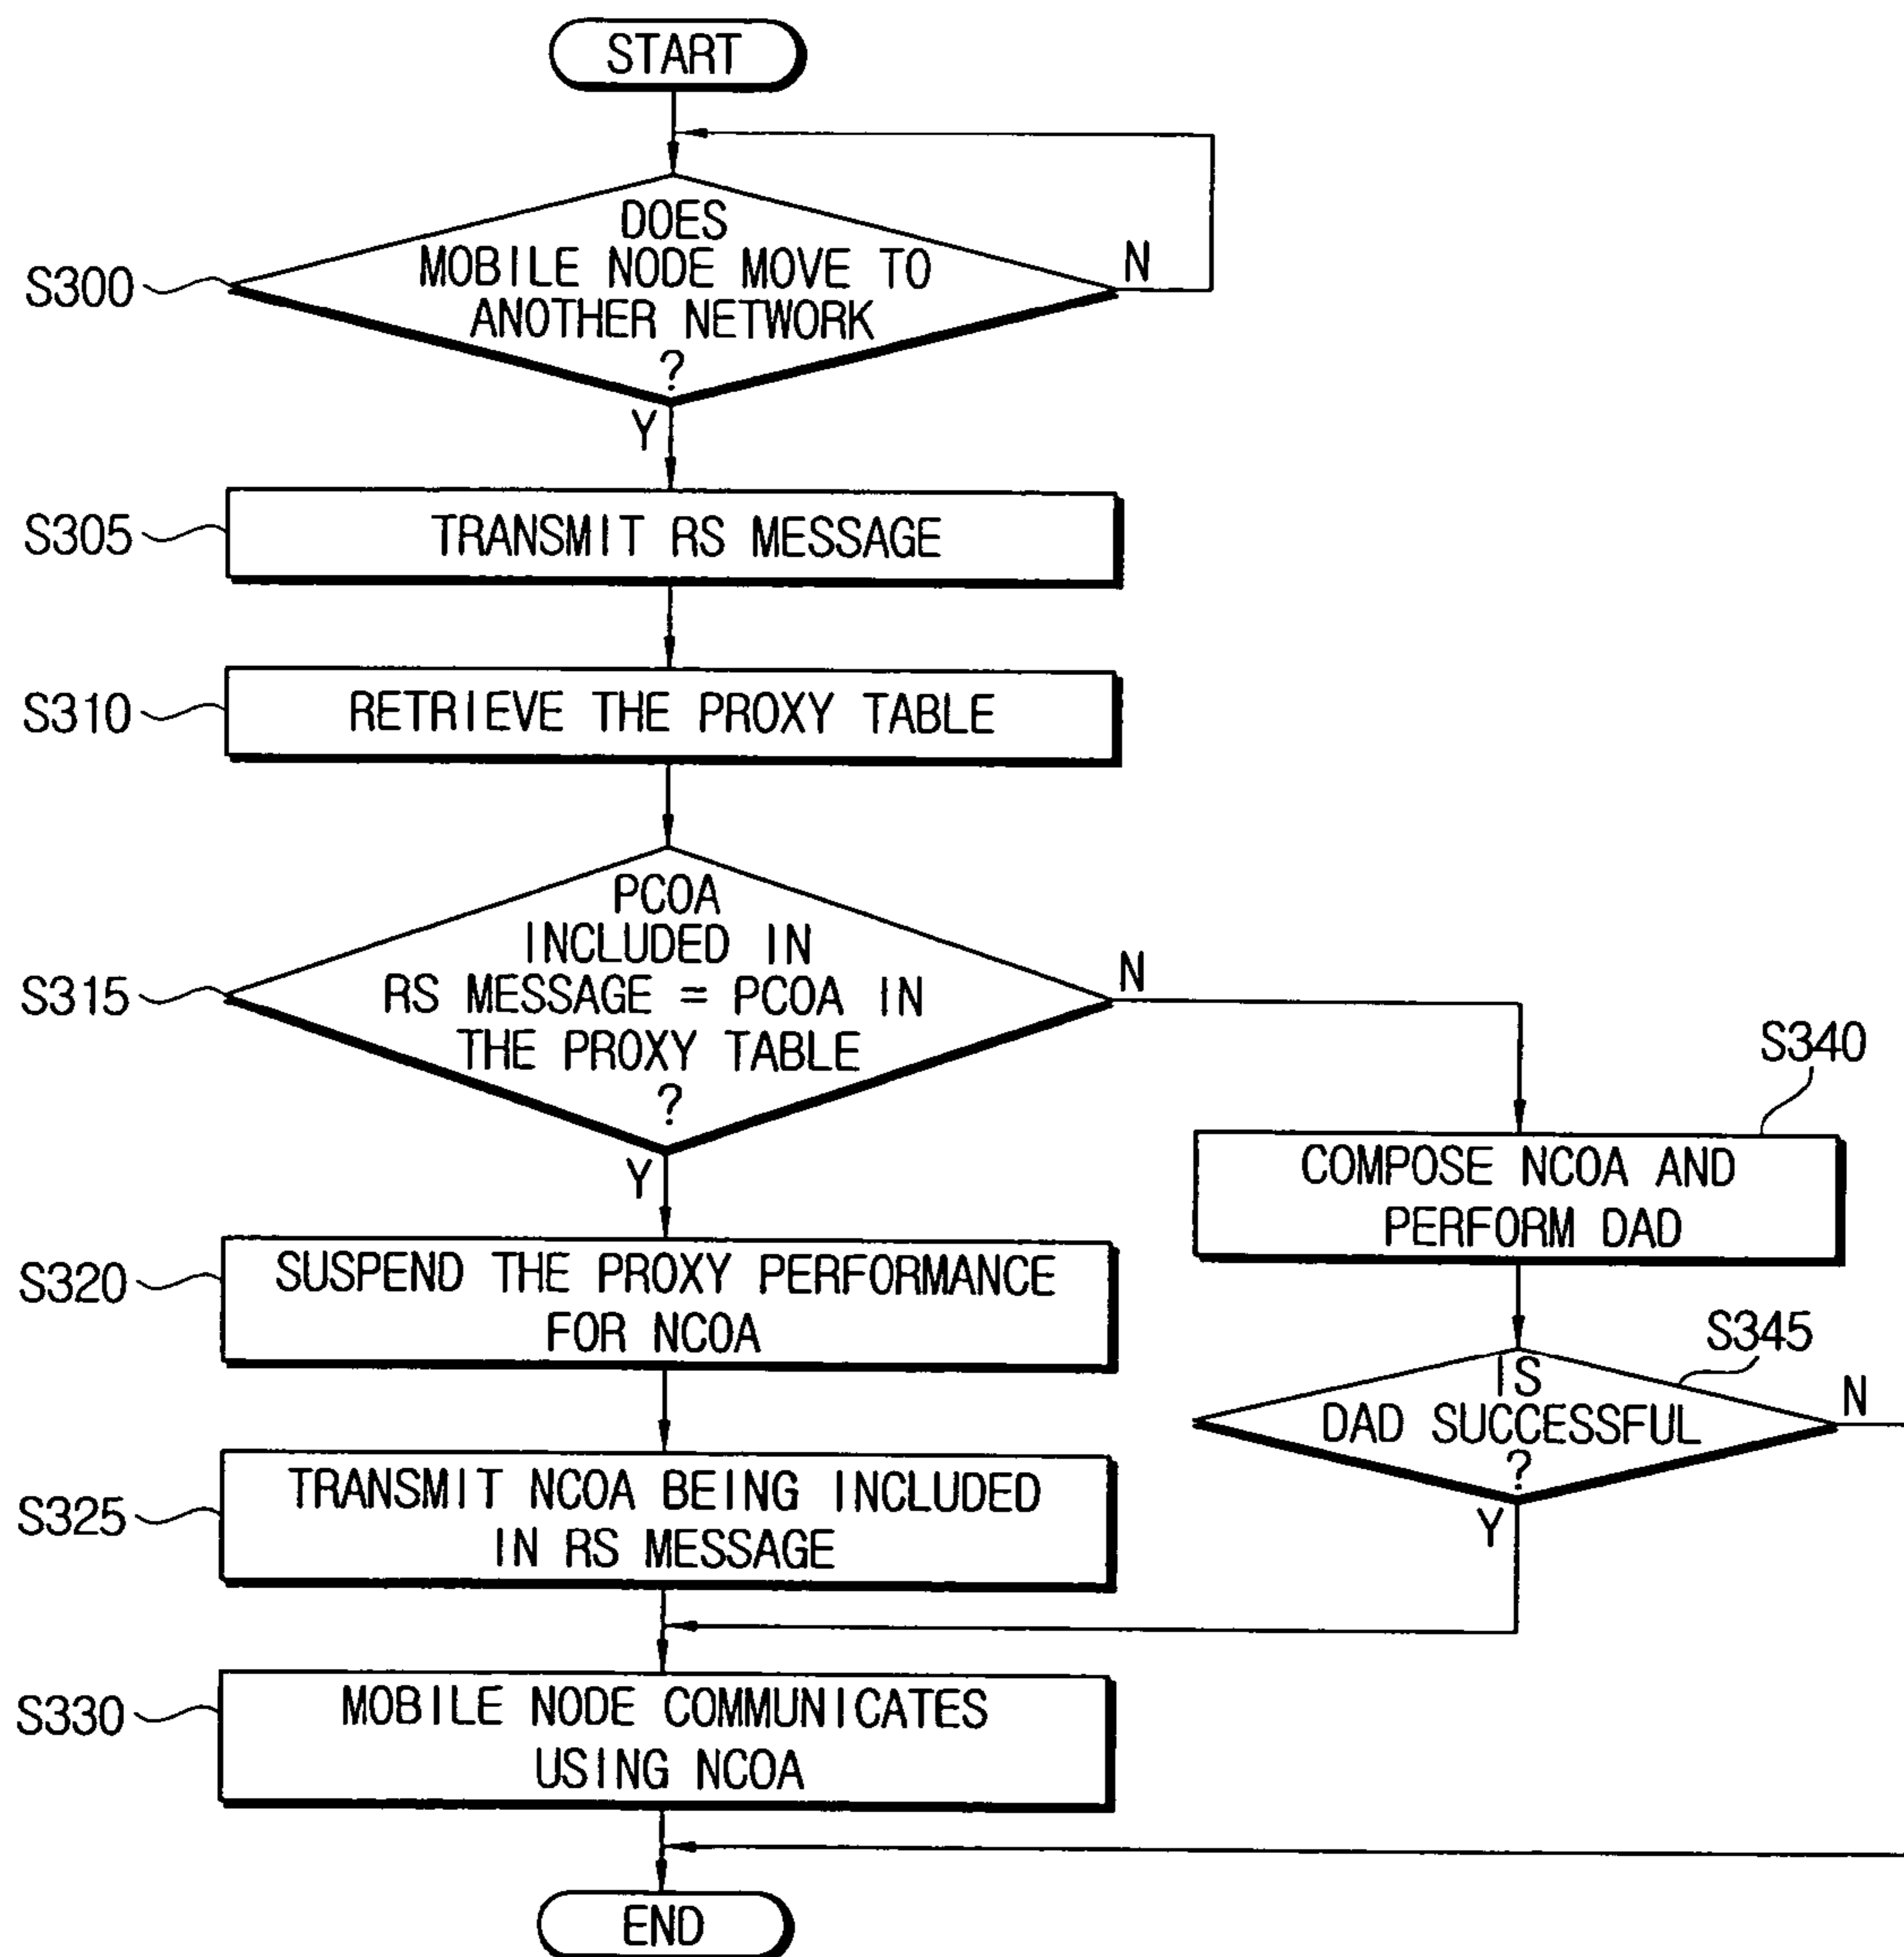 START
DOES
MOBILE NODE MOVE TO
ANOTHER NETWORK
?
N
S300
Y
S305
TRANSMIT RS MESSAGE
S310
RETRIEVE THE PROXY TABLE
PCOA
INCLUDED IN
RS MESSAGE = PCOA IN
THE PROXY TABLE
?
N
S315
Y
S340
COMPOSE NCOA AND
PERFORM DAD
S320
SUSPEND THE PROXY PERFORMANCE
FOR NCOA
S345
IS
DAD SUCCESSFUL
?
N
Y
S325
TRANSMIT NCOA BEING INCLUDED
IN RS MESSAGE
S330
MOBILE NODE COMMUNICATES
USING NCOA
END